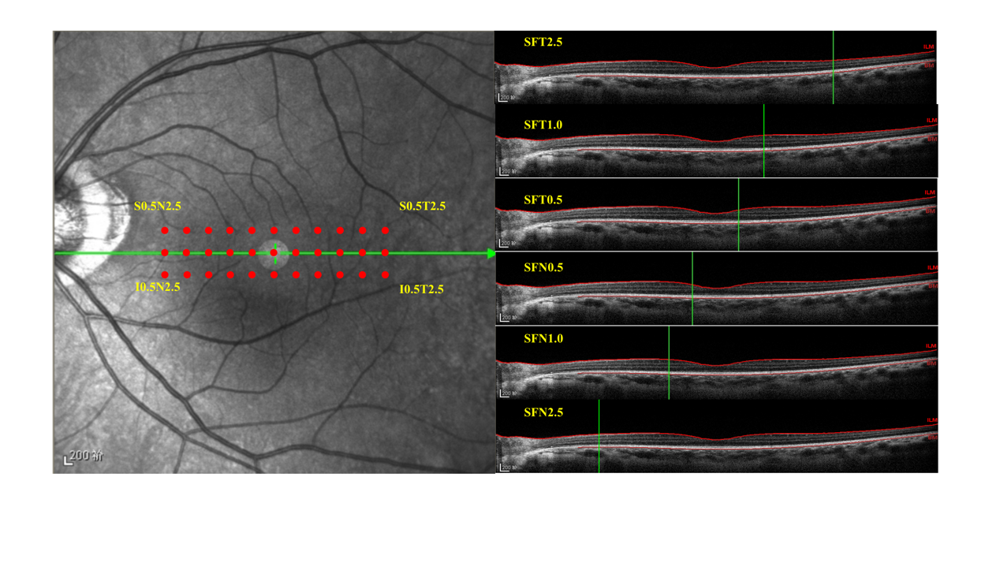 S0.5N2.5
S0.5T2.5
I0.5N2.5
I0.5T2.5
SFT2.5
ILM
BM
200
SFT1.0
ILM
BM
200
SFT0.5
ILM
BM
200
SFN0.5
ILM
BM
200
SFN1.0
ILM
BM
200
SFN2.5
ILM
BM
200
200